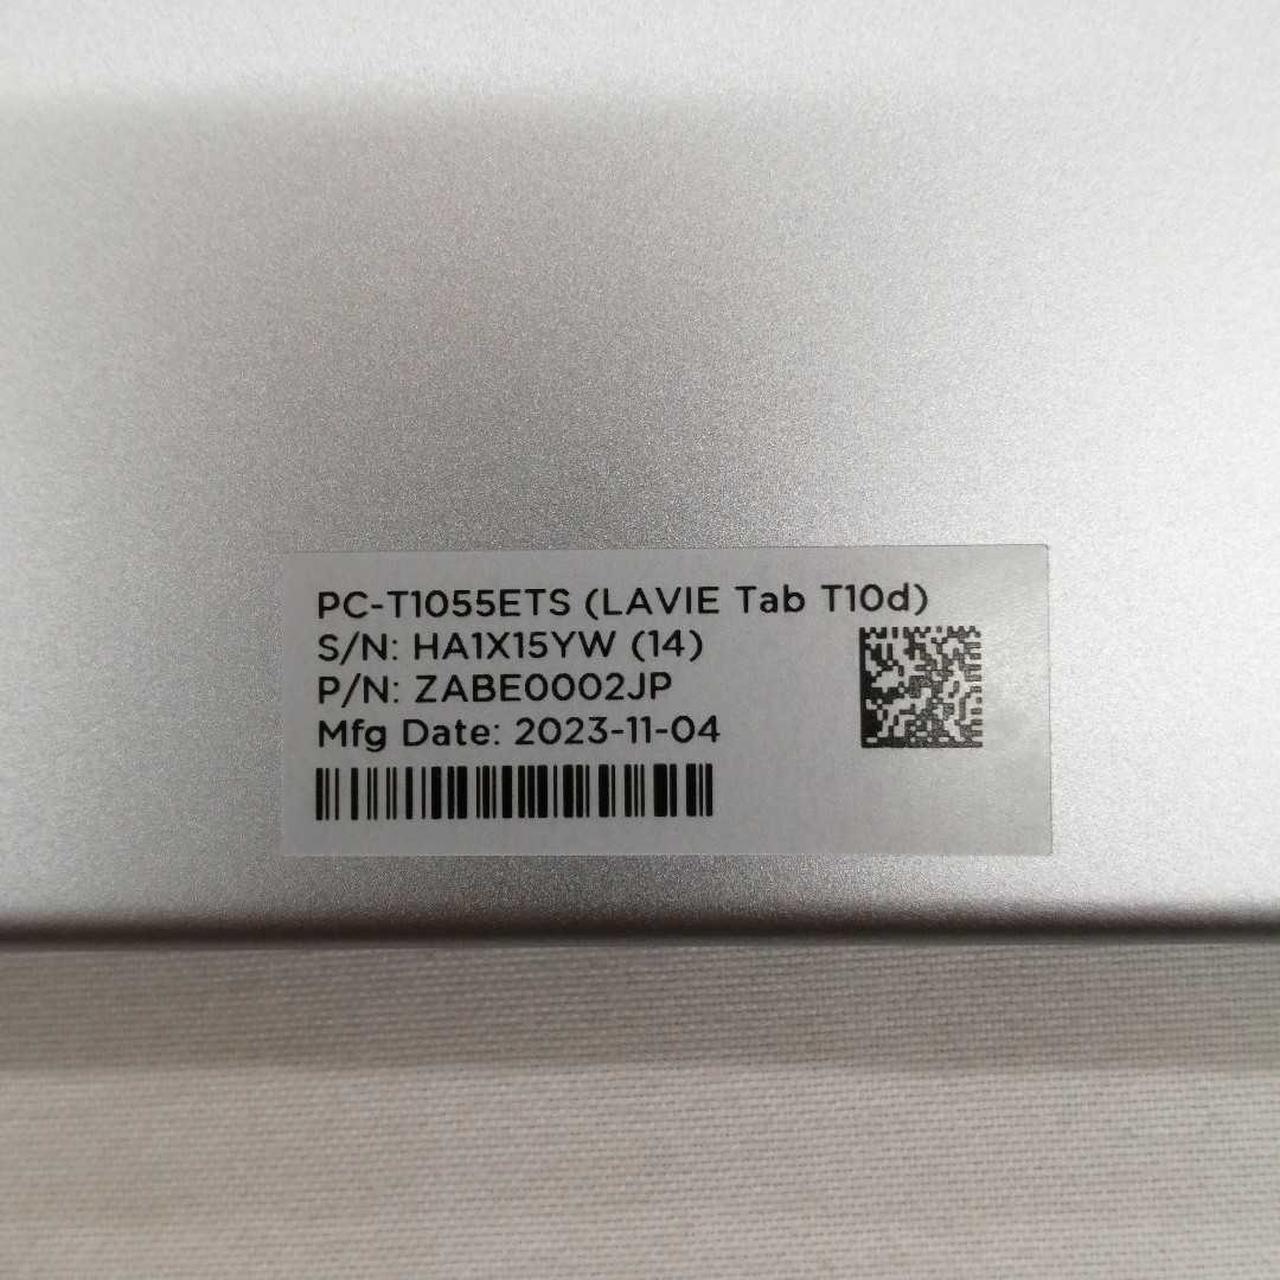 PC-T1055ETS (LAVIE Tab T10d)
S/N: HA1X15YW (14)
P/N: ZABE0002JP
Mfg Date: 2023-11-04